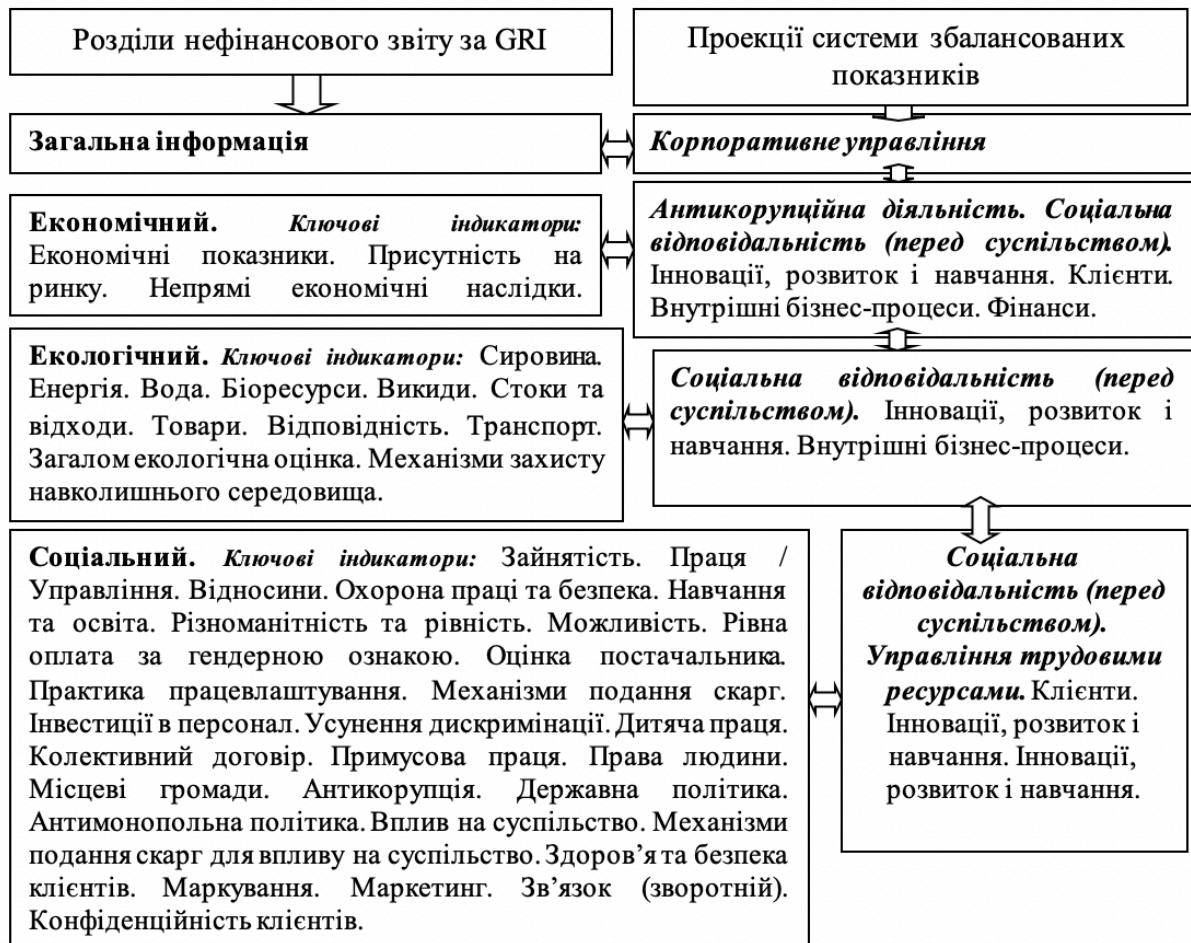 Розділи нефінансового звіту за GRI
Проекції системи збалансованих
показників
Загальна інформація
Корпоративне управління
Економічний. Ключові індикатори:
Економічні показники. Присутність на
ринку. Непрямі економічні наслідки.
Антикорупційна діяльність. Соціальна
відповідальність (перед суспільством).
Інновації, розвиток і навчання. Клієнти.
Внутрішні бізнес-процеси. Фінанси.
Екологічний. Ключові індикатори: Сировина.
Енергія. Вода. Біоресурси. Викиди. Стоки та
відходи. Товари. Відповідність. Транспорт.
Загалом екологічна оцінка. Механізми захисту
навколишнього середовища.
Соціальна відповідальність (перед
суспільством). Інновації, розвиток і
навчання. Внутрішні бізнес-процеси.
Соціальний. Ключові індикатори: Зайнятість. Праця /
Управління. Відносини. Охорона праці та безпека. Навчання
та освіта. Різноманітність та рівність. Можливість. Рівна
оплата за гендерною ознакою. Оцінка постачальника.
Практика працевлаштування. Механізми подання скарг.
Інвестиції в персонал. Усунення дискримінації. Дитяча праця.
Колективний договір. Примусова праця. Права людини.
Місцеві громади. Антикорупція. Державна політика.
Антимонопольна політика. Вплив на суспільство. Механізми
подання скарг для впливу на суспільство. Здоров’я та безпека
клієнтів. Маркування. Маркетинг. Зв’язок (зворотній).
Конфіденційність клієнтів.
Соціальна
відповідальність (перед
суспільством).
Управління трудовими
ресурсами. Клієнти.
Інновації, розвиток і
навчання. Інновації,
розвиток і навчання.